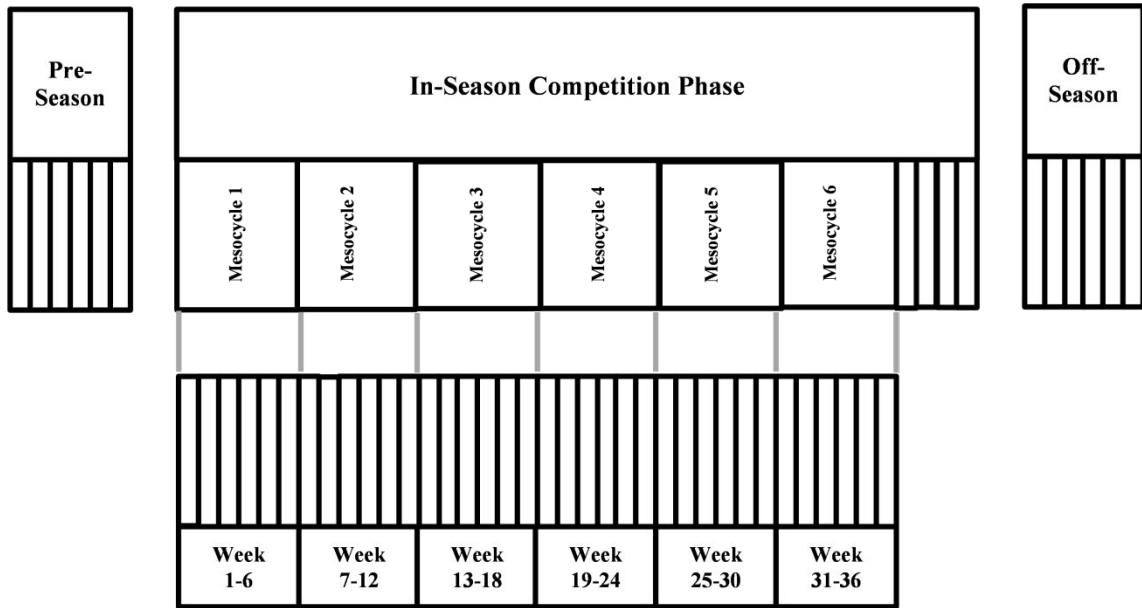 Pre-
Season
In-Season Competition Phase
Off-
Season
Mesocycle 1
Mesocycle 2
Mesocycle 3
Mesocycle 4
Mesocycle 5
Mesocycle 6
Week
1-6
Week
7-12
Week
13-18
Week
19-24
Week
25-30
Week
31-36